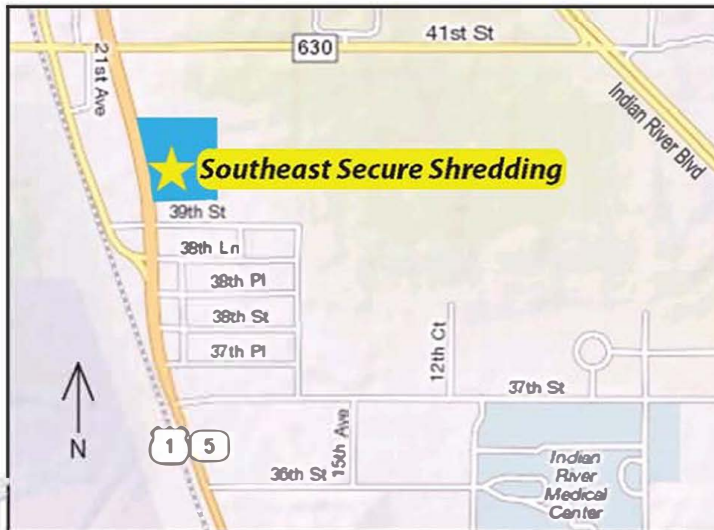 41st St
630
21st Ave
Indian River Blvd
Southeast Secure Shredding
39th St
38th Ln
38th Pl
38th St
37th Pl
12th Ct
37th St
N
1
5
15th Ave
36th St
Indian
River
Medical
Center